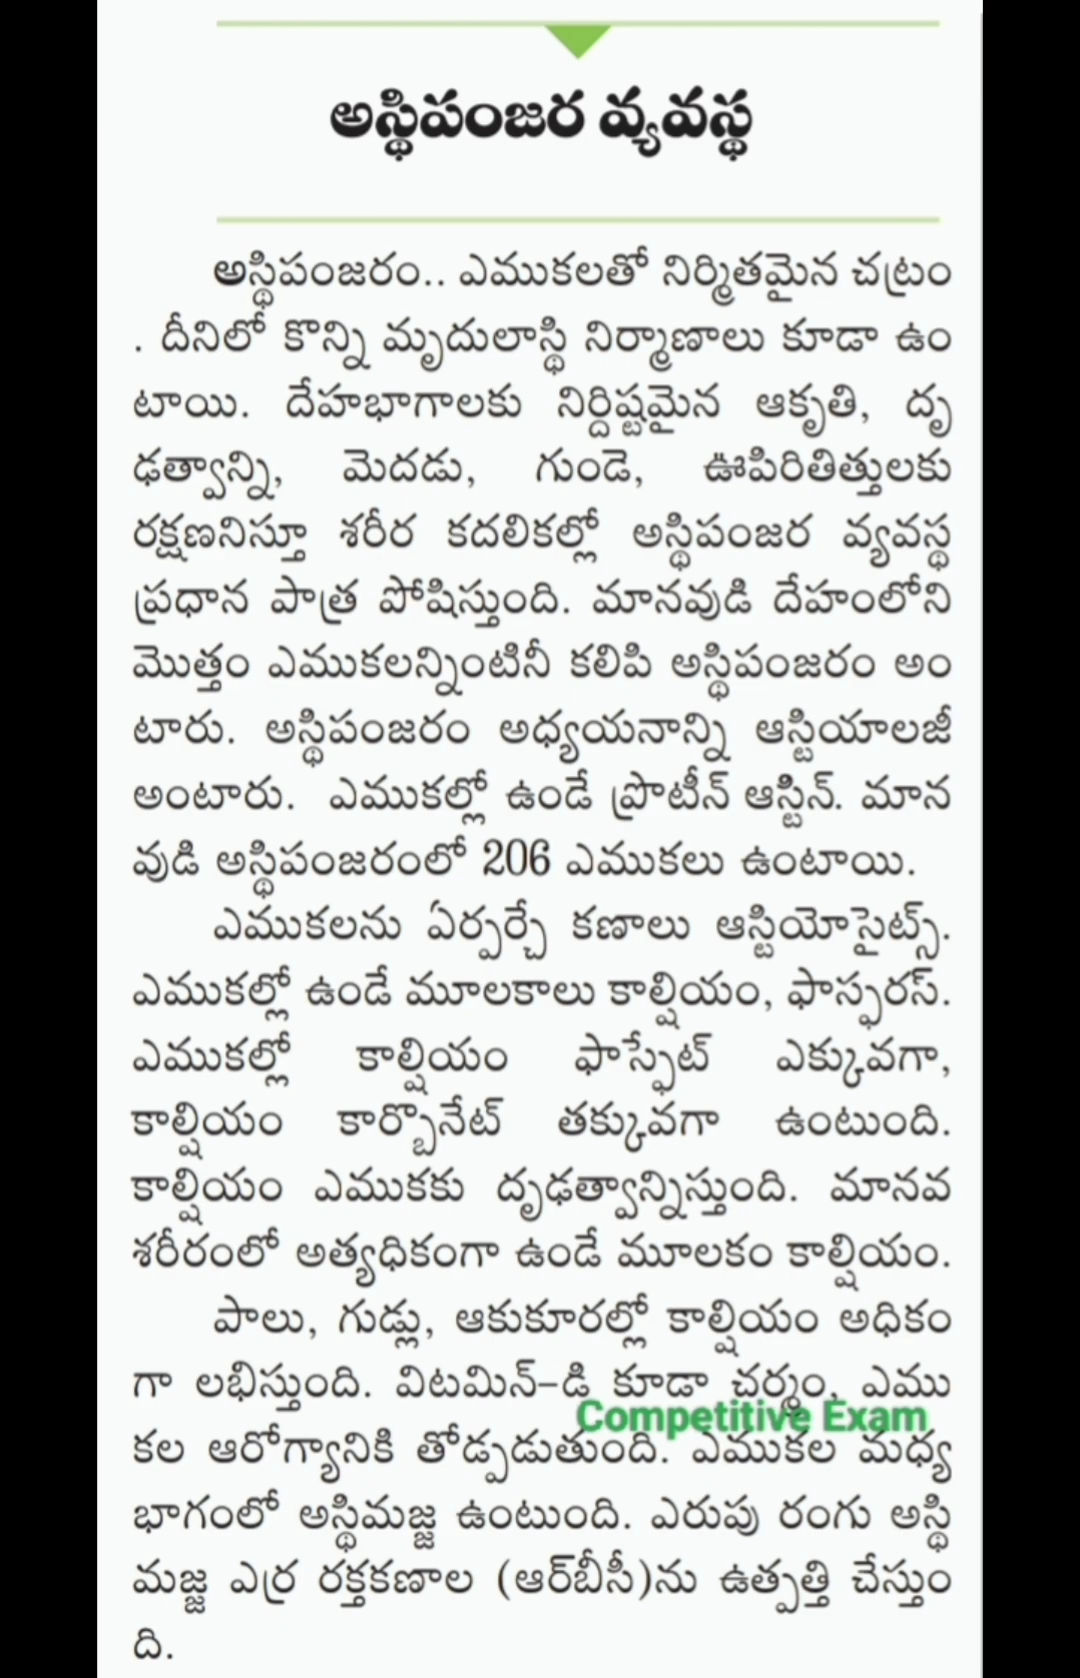 అస్థిపంజర వ్యవస్థ
అస్థిపంజరం.. ఎముకలతో నిర్మితమైన చట్రం
. దీనిలో కొన్ని మృదులాస్థి నిర్మాణాలు కూడా ఉం
టాయి. దేహభాగాలకు నిర్దిష్టమైన ఆకృతి, దృ
ఢత్వాన్ని, మెదడు, గుండె, ఊపిరితిత్తులకు
రక్షణనిస్తూ శరీర కదలికల్లో అస్థిపంజర వ్యవస్థ
ప్రధాన పాత్ర పోషిస్తుంది. మానవుడి దేహంలోని
మొత్తం ఎముకలన్నింటినీ కలిపి అస్థిపంజరం అం
టారు. అస్థిపంజరం అధ్యయనాన్ని ఆస్టియాలజీ
అంటారు. ఎముకల్లో ఉండే ప్రొటీన్ ఆస్టిన్. మాన
వుడి అస్థిపంజరంలో 206 ఎముకలు ఉంటాయి.
ఎముకలను ఏర్పర్చే కణాలు ఆస్టియోసైట్స్.
ఎముకల్లో ఉండే మూలకాలు కాల్షియం, ఫాస్ఫరస్.
ఎముకల్లో కాల్షియం ఫాస్ఫేట్ ఎక్కువగా,
కాల్షియం కార్బొనేట్ తక్కువగా ఉంటుంది.
కాల్షియం ఎముకకు దృఢత్వాన్నిస్తుంది. మానవ
శరీరంలో అత్యధికంగా ఉండే మూలకం కాల్షియం.
పాలు, గుడ్లు, ఆకుకూరల్లో కాల్షియం అధికం
గా లభిస్తుంది. విటమిన్-డి కూడా చర్మం, ఎము
Competitive Exam
కల ఆరోగ్యానికి తోడ్పడుతుంది. ఎముకల మధ్య
భాగంలో అస్థిమజ్జ ఉంటుంది. ఎరుపు రంగు అస్థి
మజ్జ ఎర్ర రక్తకణాల (ఆర్‌బీసీ)ను ఉత్పత్తి చేస్తుం
ది.